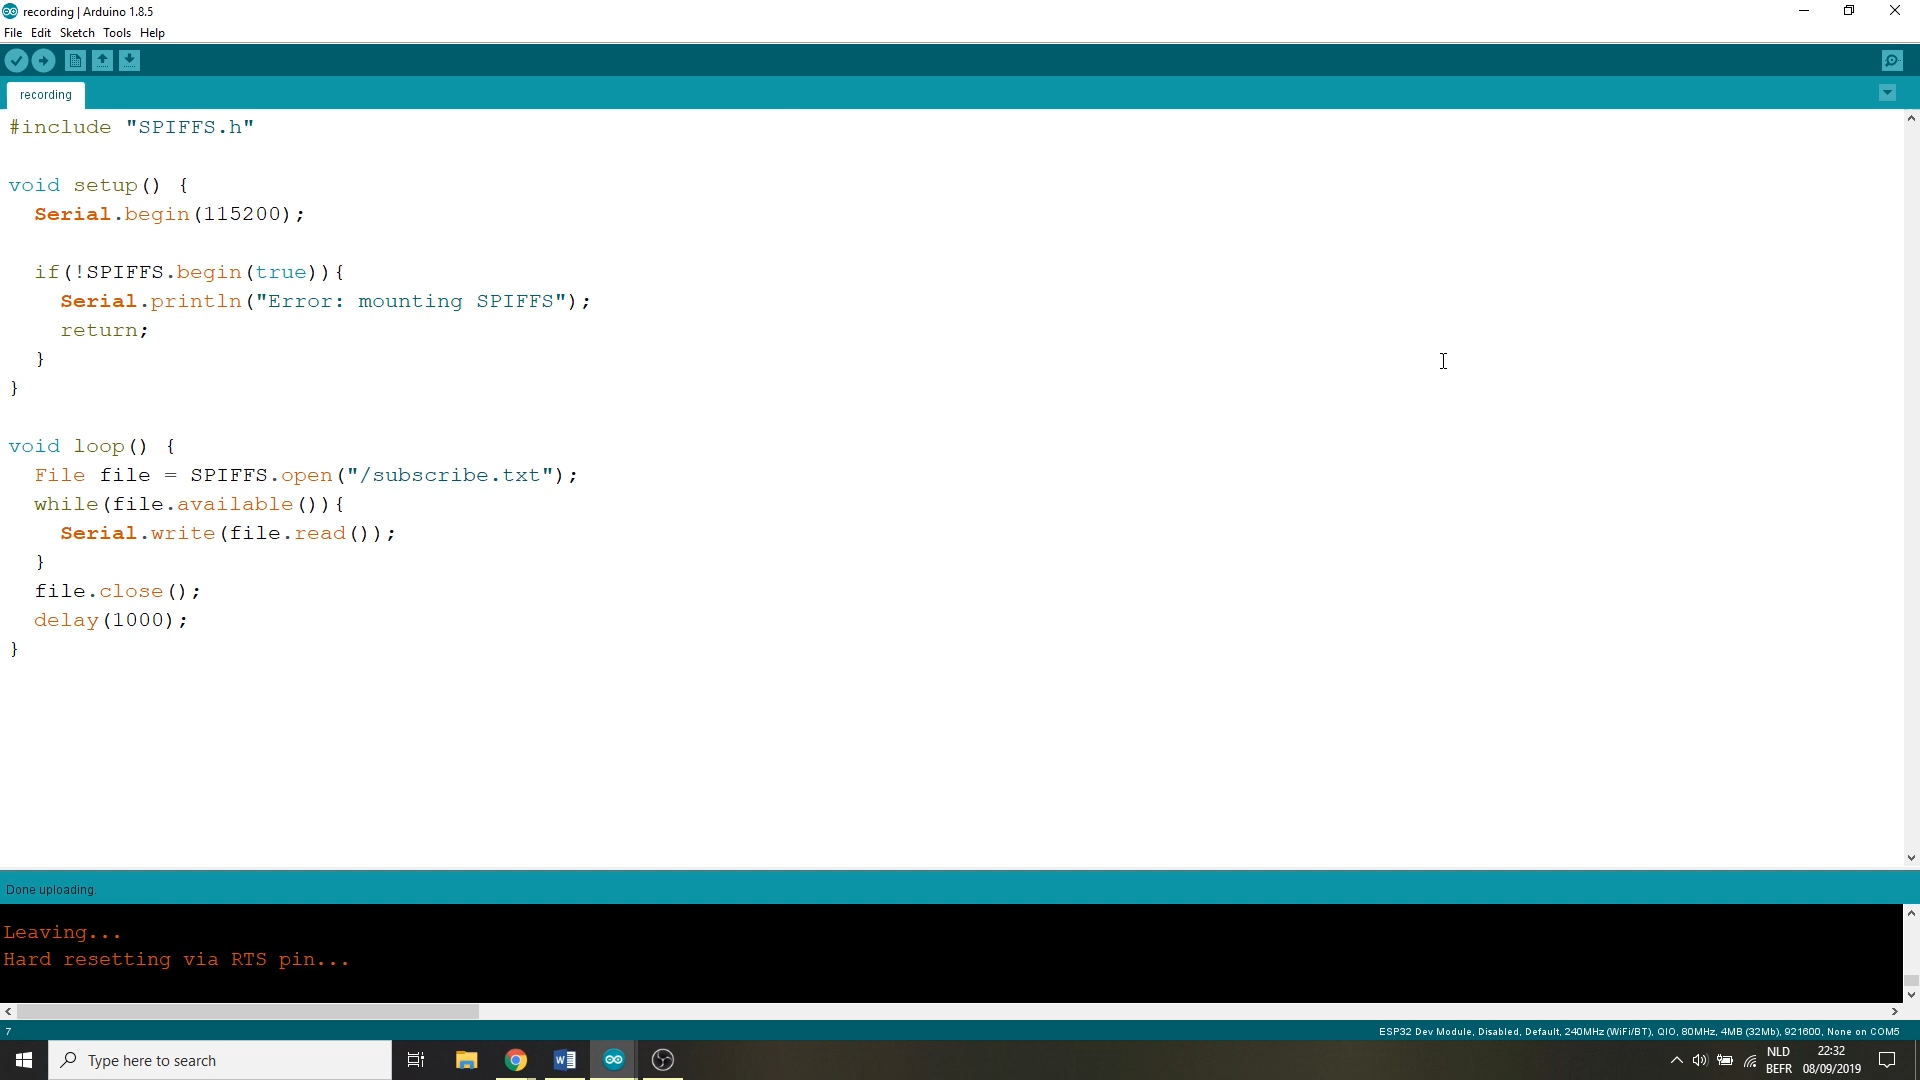 recording | Arduino 1.8.5
File Edit Sketch Tools Help
recording
#include "SPIFFS.h"
void setup() {
Serial.begin(115200);
if(!SPIFFS.begin(true)){
Serial.println("Error: mounting SPIFFS");
return;
}
}
void loop() {
File file = SPIFFS.open("/subscribe.txt");
while(file.available()){
Serial.write(file.read());
}
file.close();
delay(1000);
}
Done uploading.
Leaving...
Hard resetting via RTS pin...
7
ESP32 Dev Module, Disabled, Default, 240MHz (WiFi/BT), QIO, 80MHz, 4MB (32Mb), 921600, None on COM5
Type here to search
NLD 22:32
BEFR 08/09/2019